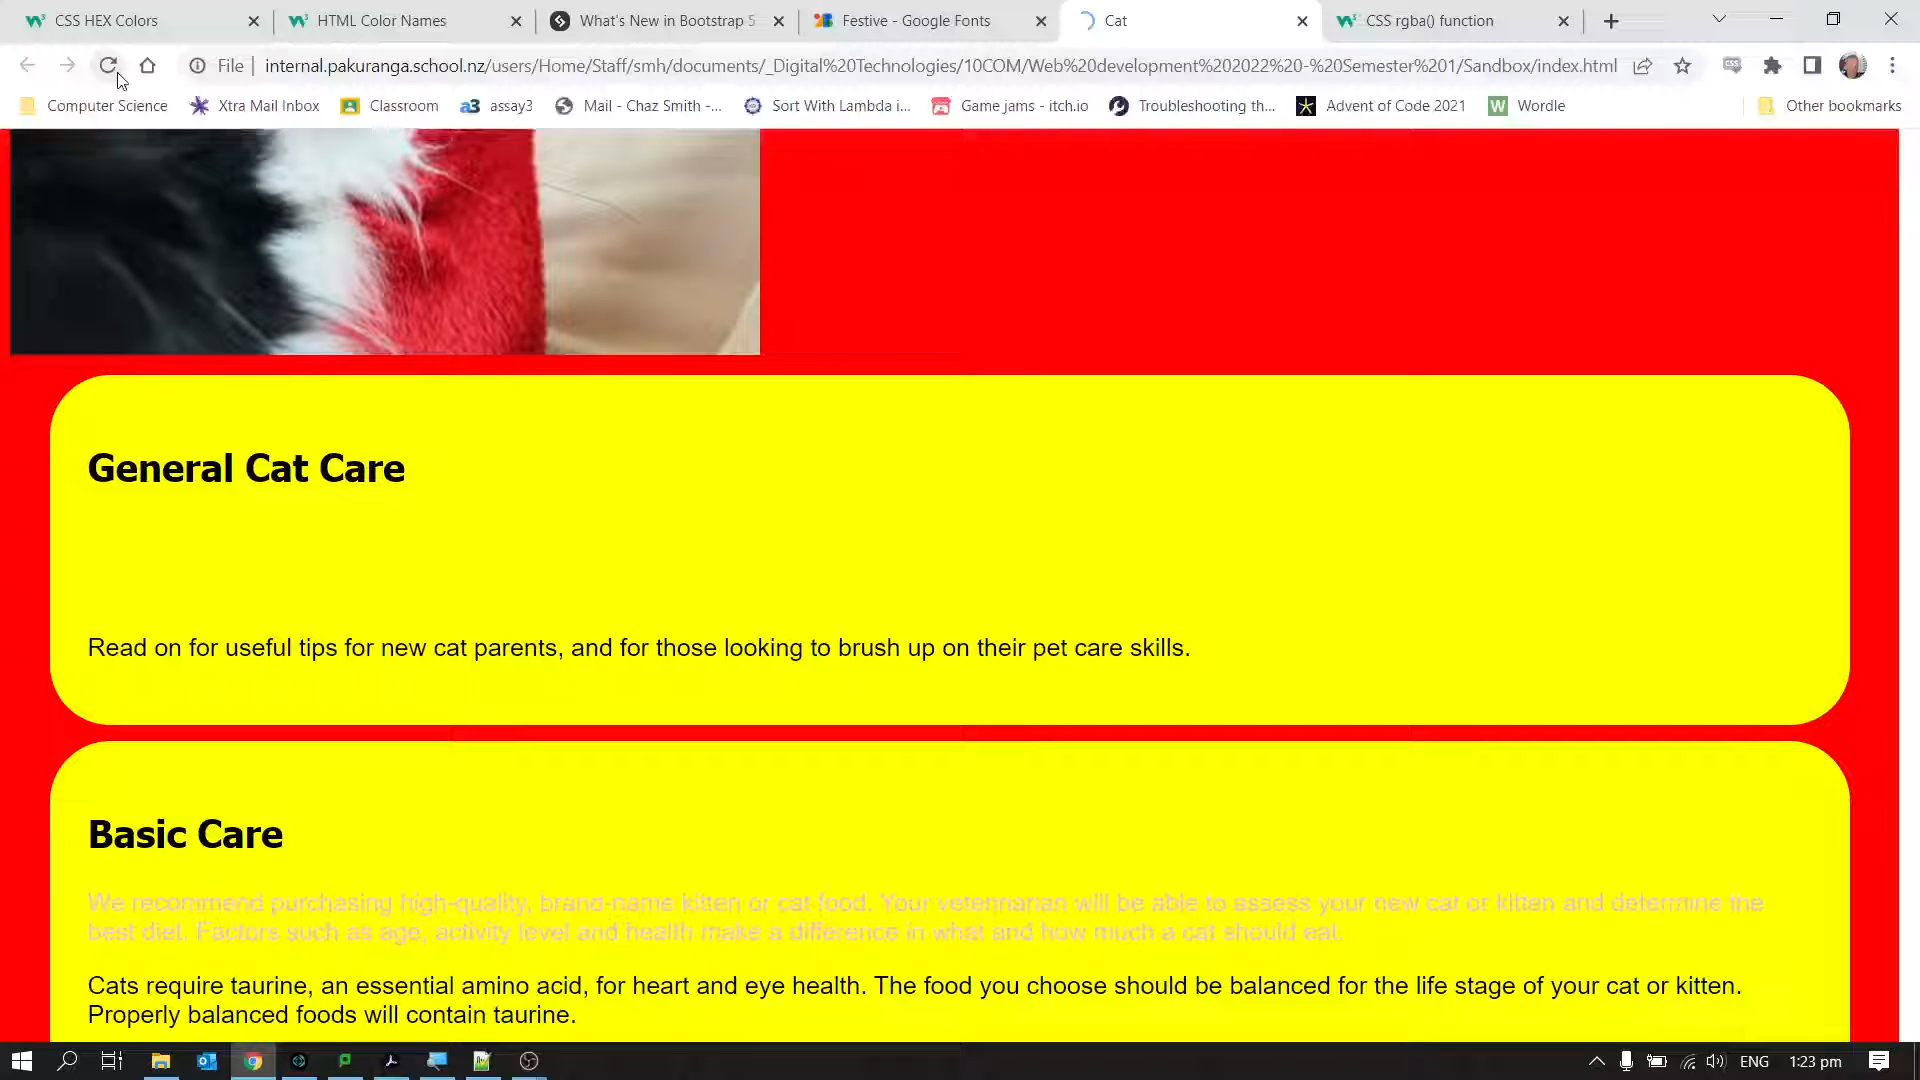 CSS HEX Colors
HTML Color Names
What's New in Bootstrap 5
Festive - Google Fonts
Cat
CSS rgba() function
File
internal.pakuranga.school.nz/users/Home/Staff/smh/documents/_Digital%20Technologies/10COM/Web%20development%202022%20-%20Semester%201/Sandbox/index.html
Computer Science
Xtra Mail Inbox
Classroom
a3 assay3
Mail - Chaz Smith -...
Sort With Lambda i...
Game jams - itch.io
Troubleshooting th...
Advent of Code 2021
W Wordle
Other bookmarks
General Cat Care
Read on for useful tips for new cat parents, and for those looking to brush up on their pet care skills.
Basic Care
We recommend purchasing high-quality, brand-name kitten or cat food. Your veterinarian will be able to assess your new cat or kitten and determine the
best diet. Factors such as age, activity level and health make a difference in what and how much a cat should eat.
Cats require taurine, an essential amino acid, for heart and eye health. The food you choose should be balanced for the life stage of your cat or kitten.
Properly balanced foods will contain taurine.
ENG
1:23 pm